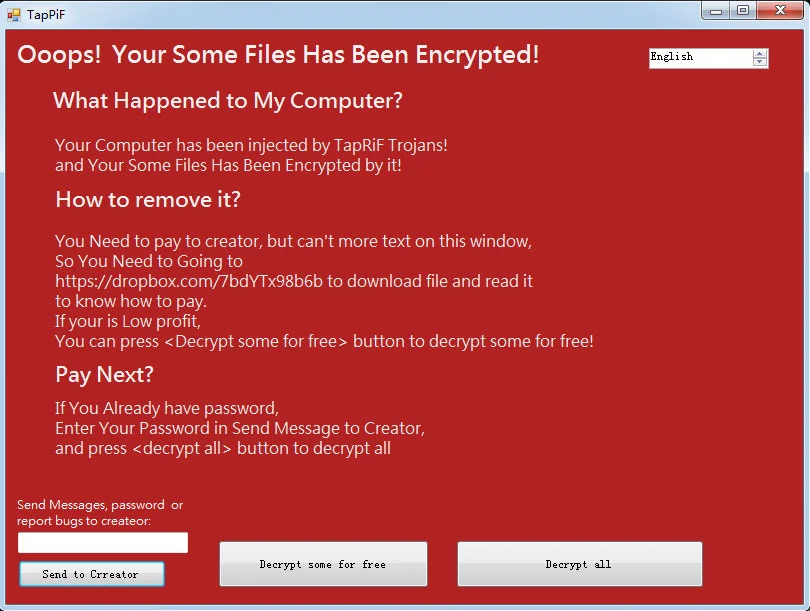 TapPiF
Ooops! Your Some Files Has Been Encrypted!
English
What Happened to My Computer?
Your Computer has been injected by TapRiF Trojans!
and Your Some Files Has Been Encrypted by it!
How to remove it?
You Need to pay to creator, but can't more text on this window,
So You Need to Going to
https://dropbox.com/7bdYTx98b6b to download file and read it
to know how to pay.
If your is Low profit,
You can press <Decrypt some for free> button to decrypt some for free!
Pay Next?
If You Already have password,
Enter Your Password in Send Message to Creator,
and press <decrypt all> button to decrypt all
Send Messages, password or
report bugs to createor:
Send to Crreator
Decrypt some for free
Decrypt all